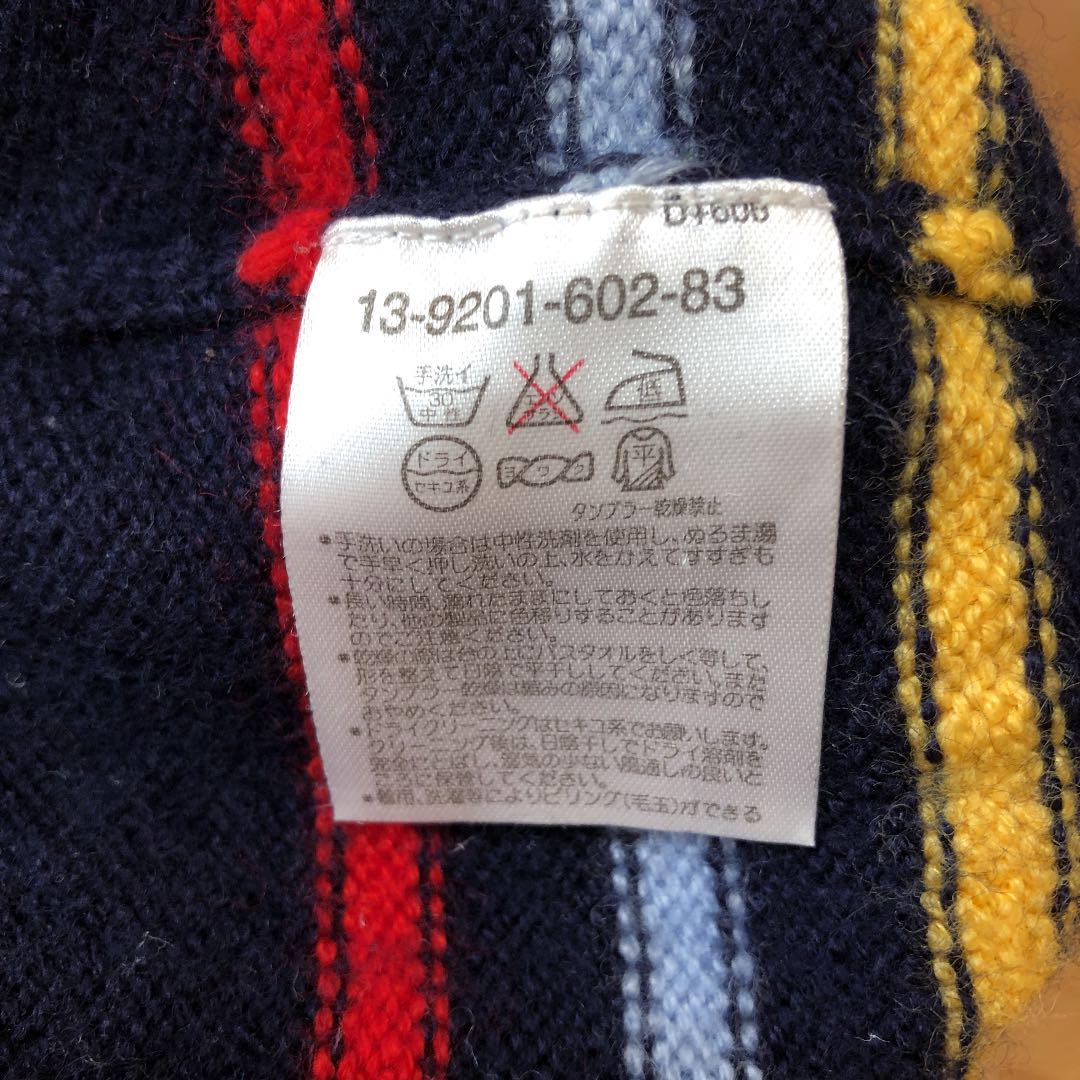 13-9201-602-83
手洗イ
30
中性
エンソ
サラシ
低
ドライ
セキユ系
ヨワク
平
タンブラー乾燥禁止
・手洗いの場合は中性洗剤を使用し、ぬるま湯
で手早く押し洗いの上、水をかえてすすぎも
十分にしてください。
・長い時間、濡れたままにしておくと色落ちし
たり、他の製品に色移りすることがあります
のでご注意ください。
・乾燥の際は台の上にバスタオルをしく等して、
形を整えて日陰で平干ししてください。また
タンブラー乾燥は縮みの原因になりますので
おやめください。
・ドライクリーニングはセキユ系でお願いします。
クリーニング後は、日陰干してドライ溶剤を
完全にとばし、湿気の少ない風通しの良いと
ころに保管してください。
・着用、洗濯等によりピリング(毛玉)ができる